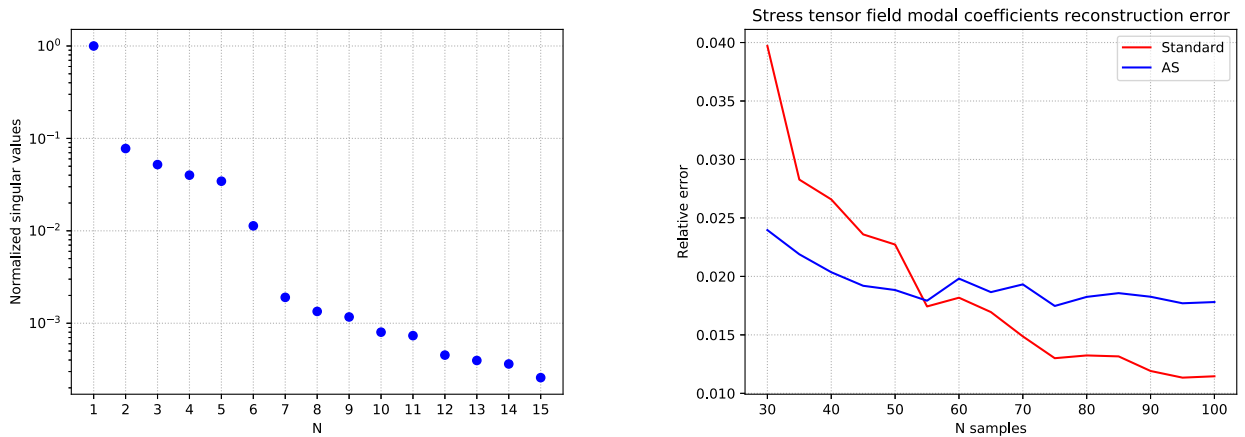 10⁰
10⁻¹
10⁻²
10⁻³
Normalized singular values
1 2 3 4 5 6 7 8 9 10 11 12 13 14 15
N
Stress tensor field modal coefficients reconstruction error
Standard
AS
0.040
0.035
0.030
0.025
0.020
0.015
0.010
Relative error
30 40 50 60 70 80 90 100
N samples